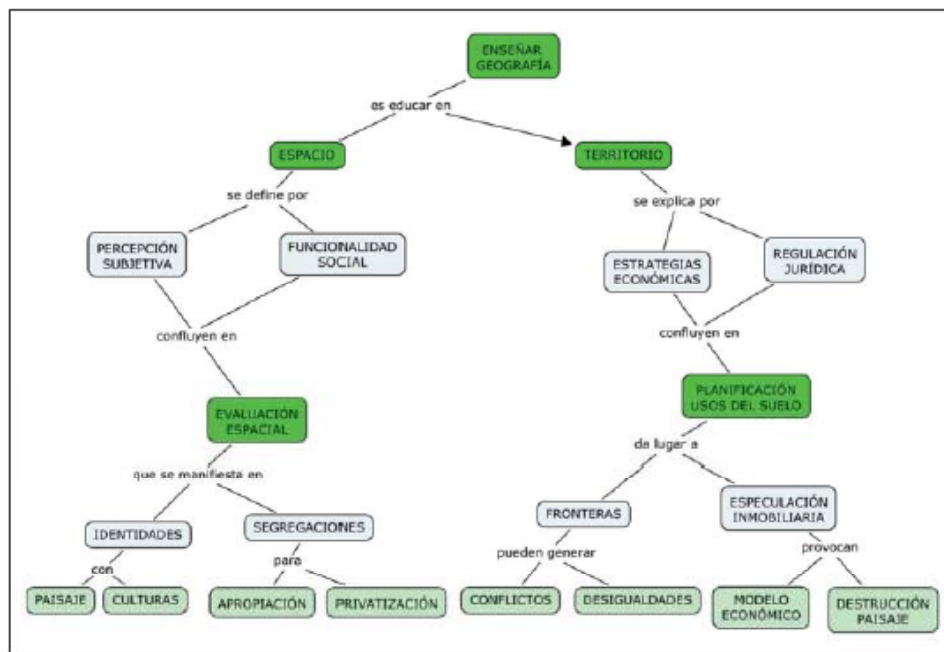 ENSEÑAR
GEOGRAFÍA
es educar en
ESPACIO
TERRITORIO
se define por
se explica por
PERCEPCIÓN
SUBJETIVA
FUNCIONALIDAD
SOCIAL
ESTRATEGIAS
ECONÓMICAS
REGULACIÓN
JURÍDICA
confluyen en
confluyen en
EVALUACIÓN
ESPACIAL
PLANIFICACIÓN
USOS DEL SUELO
que se manifiesta en
da lugar a
IDENTIDADES
SEGREGACIONES
FRONTERAS
ESPECULACIÓN
INMOBILIARIA
con
para
pueden generar
provocan
PAISAJE
CULTURAS
APROPIACIÓN
PRIVATIZACIÓN
CONFLICTOS
DESIGUALDADES
MODELO
ECONÓMICO
DESTRUCCIÓN
PAISAJE